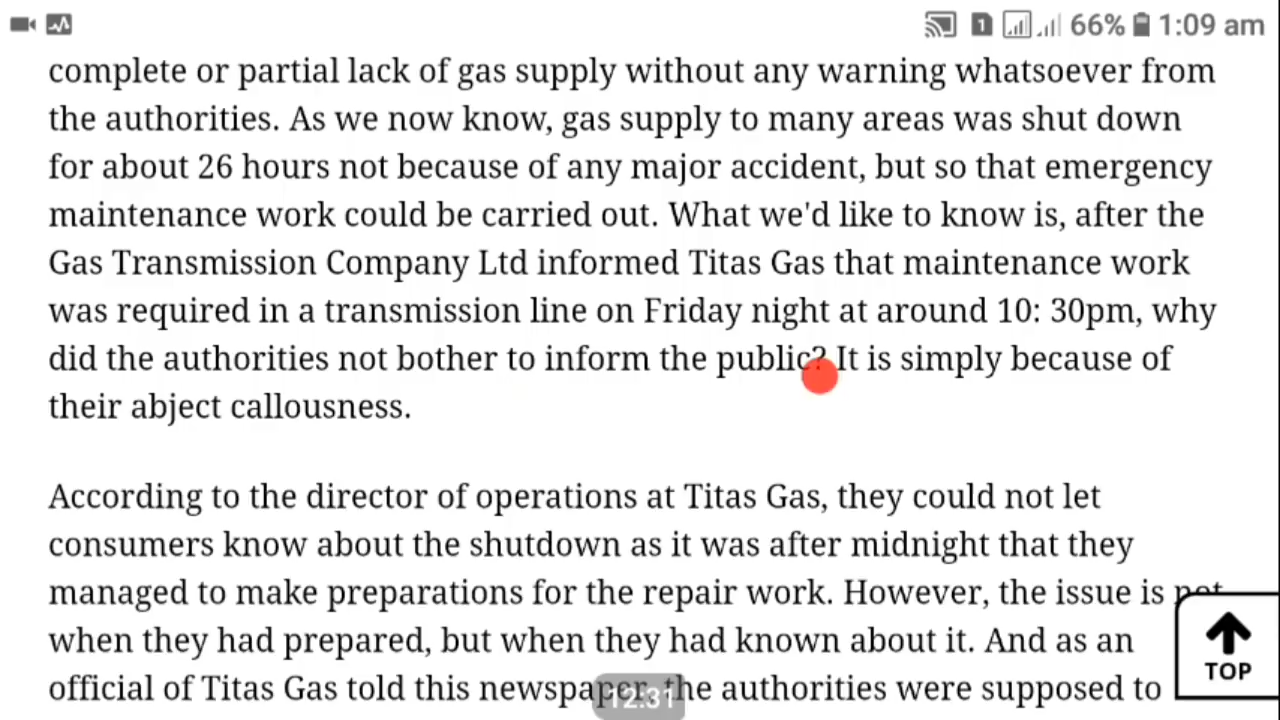 66% 1:09 am
complete or partial lack of gas supply without any warning whatsoever from
the authorities. As we now know, gas supply to many areas was shut down
for about 26 hours not because of any major accident, but so that emergency
maintenance work could be carried out. What we'd like to know is, after the
Gas Transmission Company Ltd informed Titas Gas that maintenance work
was required in a transmission line on Friday night at around 10: 30pm, why
did the authorities not bother to inform the public? It is simply because of
their abject callousness.
According to the director of operations at Titas Gas, they could not let
consumers know about the shutdown as it was after midnight that they
managed to make preparations for the repair work. However, the issue is not
when they had prepared, but when they had known about it. And as an
official of Titas Gas told this newspaper, the authorities were supposed to
TOP
12:31